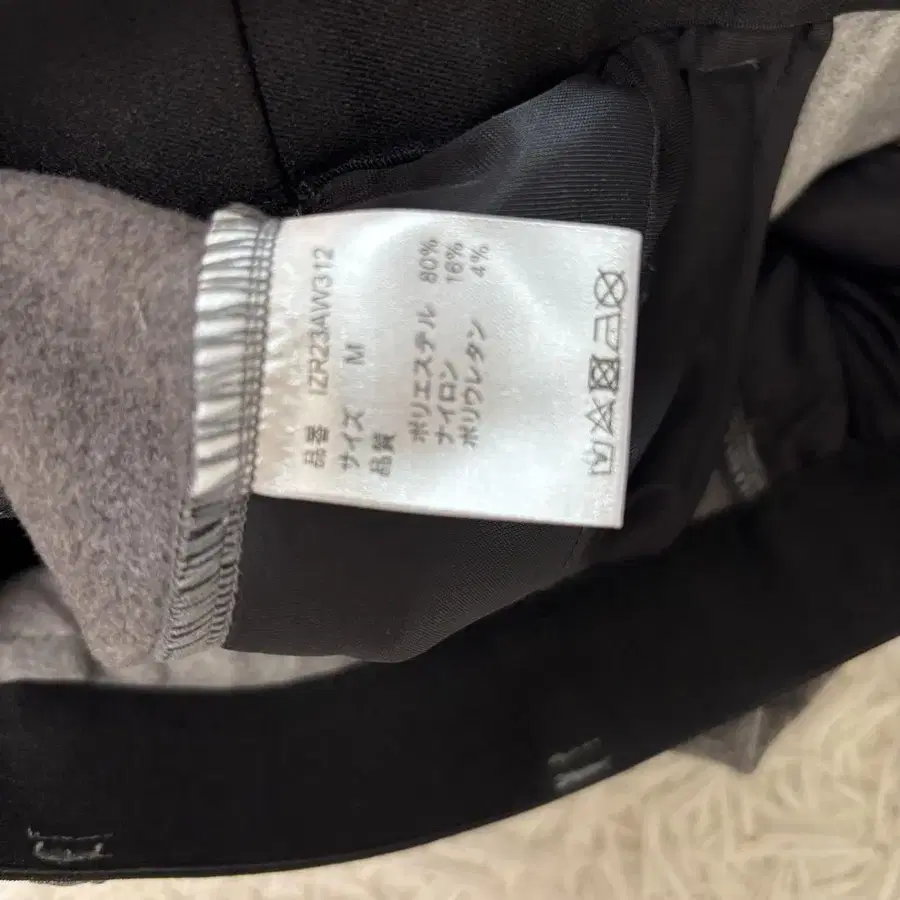 品番 IZR23AW312
サイズ M
品質
ポリエステル 80%
ナイロン 16%
ポリウレタン 4%